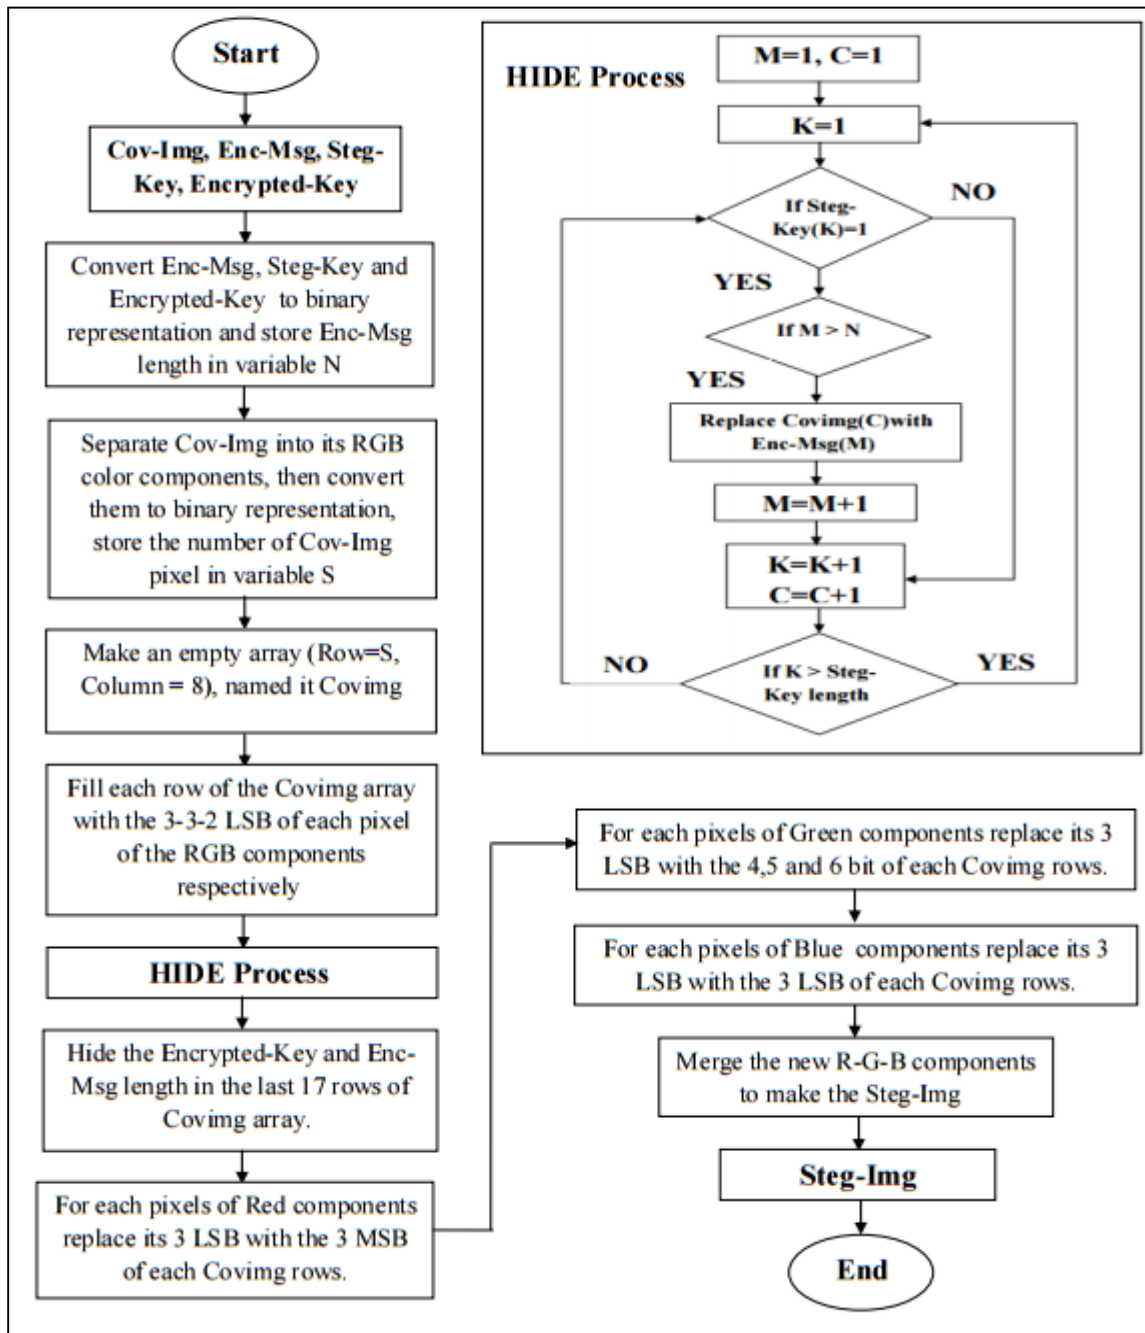 Start
Cov-Img, Enc-Msg, Steg-
Key, Encrypted-Key
Convert Enc-Msg, Steg-Key and
Encrypted-Key to binary
representation and store Enc-Msg
length in variable N
Separate Cov-Img into its RGB
color components, then convert
them to binary representation,
store the number of Cov-Img
pixel in variable S
Make an empty array (Row=S,
Column = 8), named it Covimg
Fill each row of the Covimg array
with the 3-3-2 LSB of each pixel
of the RGB components
respectively
HIDE Process
Hide the Encrypted-Key and Enc-
Msg length in the last 17 rows of
Covimg array.
For each pixels of Red components
replace its 3 LSB with the 3 MSB
of each Covimg rows.
HIDE Process
M=1, C=1
K=1
If Steg-
Key(K)=1
NO
YES
If M > N
YES
Replace Covimg(C)with
Enc-Msg(M)
M=M+1
K=K+1
C=C+1
NO
If K > Steg-
Key length
YES
For each pixels of Green components replace its 3
LSB with the 4,5 and 6 bit of each Covimg rows.
For each pixels of Blue components replace its 3
LSB with the 3 LSB of each Covimg rows.
Merge the new R-G-B components
to make the Steg-Img
Steg-Img
End